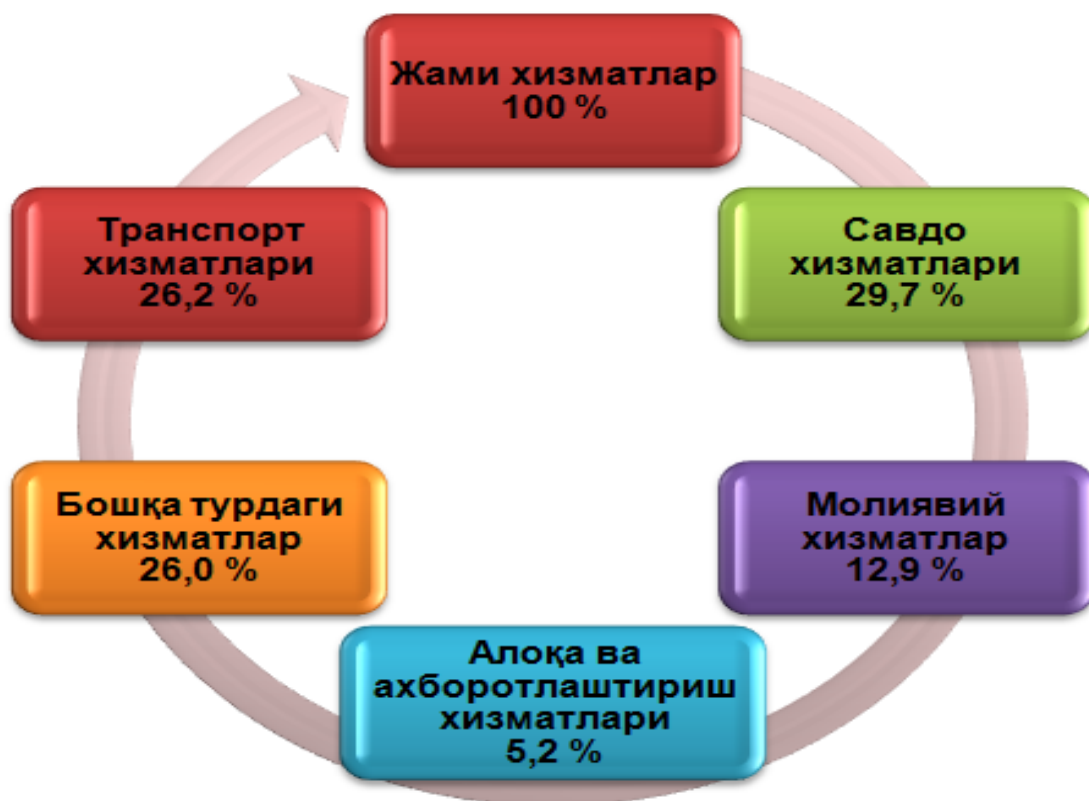 Жами хизматлар
100 %
Савдо
хизматлари
29,7 %
Молиявий
хизматлар
12,9 %
Алоқа ва
ахборотлаштириш
хизматлари
5,2 %
Бошқа турдаги
хизматлар
26,0 %
Транспорт
хизматлари
26,2 %